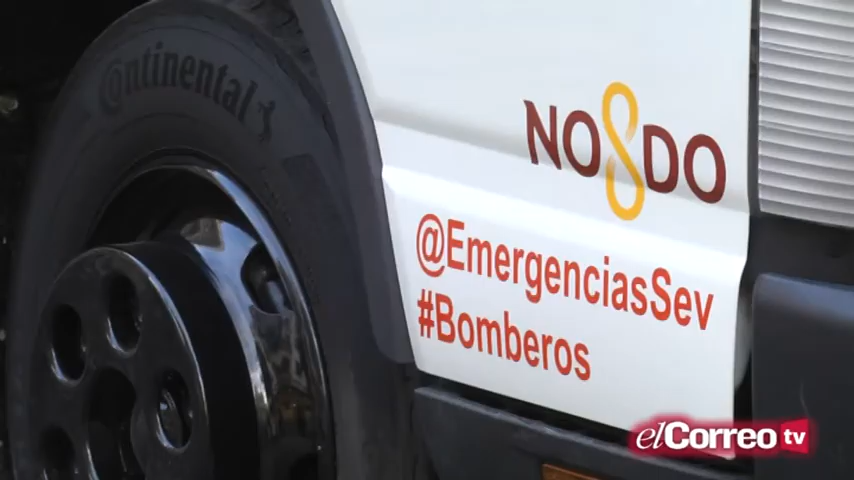 Continental
NO8DO
@EmergenciasSev
#Bomberos
elCorreo tv